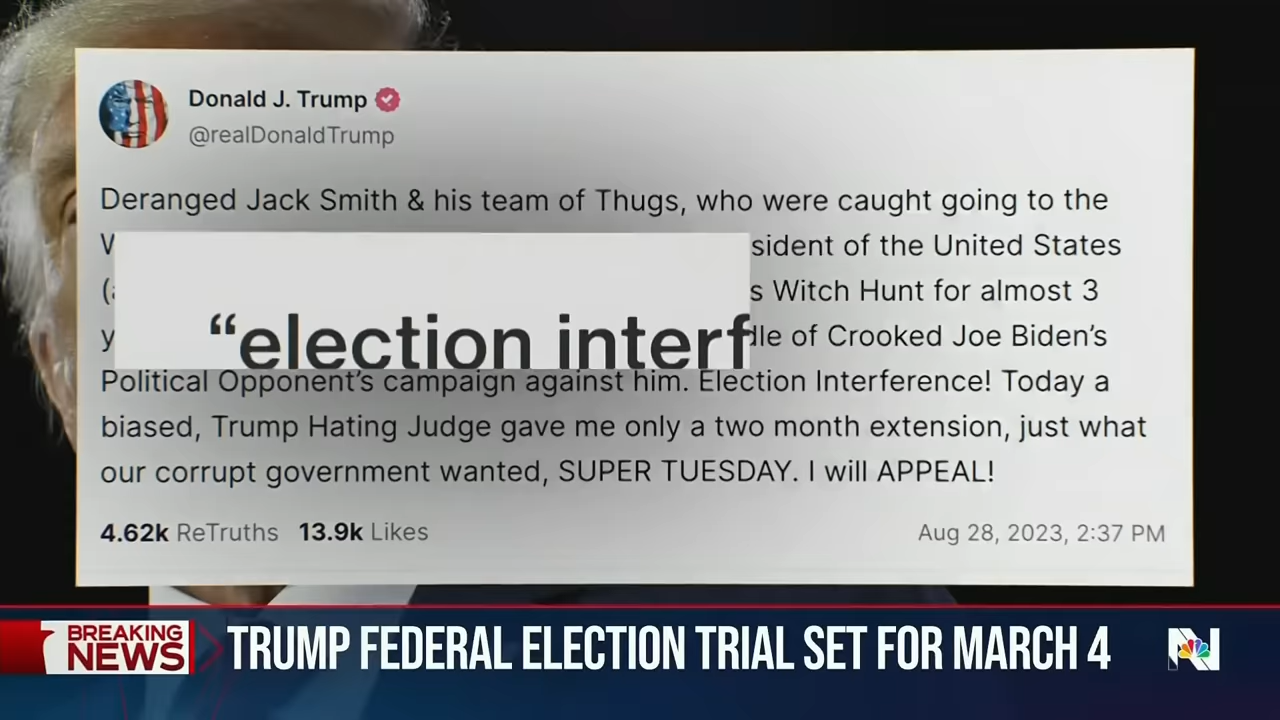 Donald J. Trump
@realDonaldTrump
Deranged Jack Smith & his team of Thugs, who were caught going to the
of the United States
Witch Hunt for almost 3
“election interf
of Crooked Joe Biden’s
Political Opponent’s campaign against him. Election Interference! Today a
biased, Trump Hating Judge gave me only a two month extension, just what
our corrupt government wanted, SUPER TUESDAY. I will APPEAL!
4.62k ReTruths 13.9k Likes
Aug 28, 2023, 2:37 PM
BREAKING
NEWS
TRUMP FEDERAL ELECTION TRIAL SET FOR MARCH 4